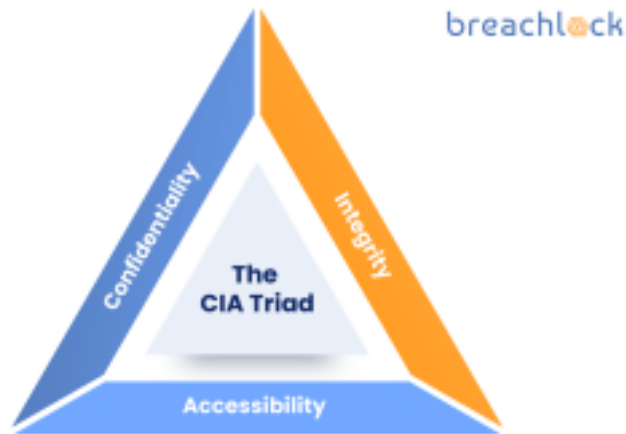 breachlock
Confidentiality
Integrity
The
CIA Triad
Accessibility